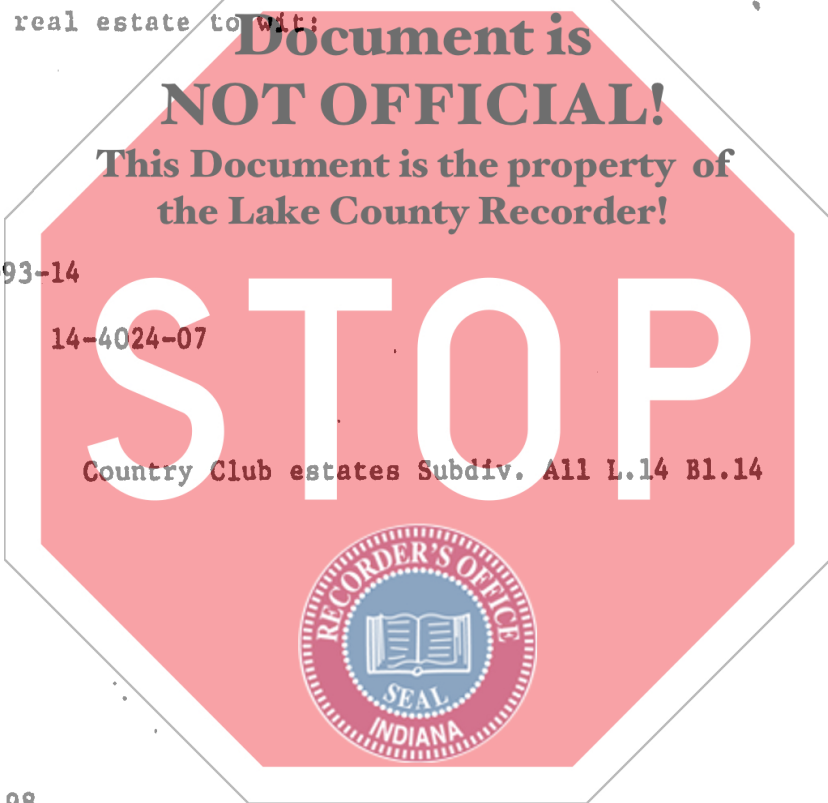 real estate to wit:
Document is
NOT OFFICIAL!
This Document is the property of
the Lake County Recorder!
93-14
14-4024-07
STOP
Country Club estates Subdiv. All L.14 Bl.14
RECORDER'S OFFICE
SEAL
INDIANA
98